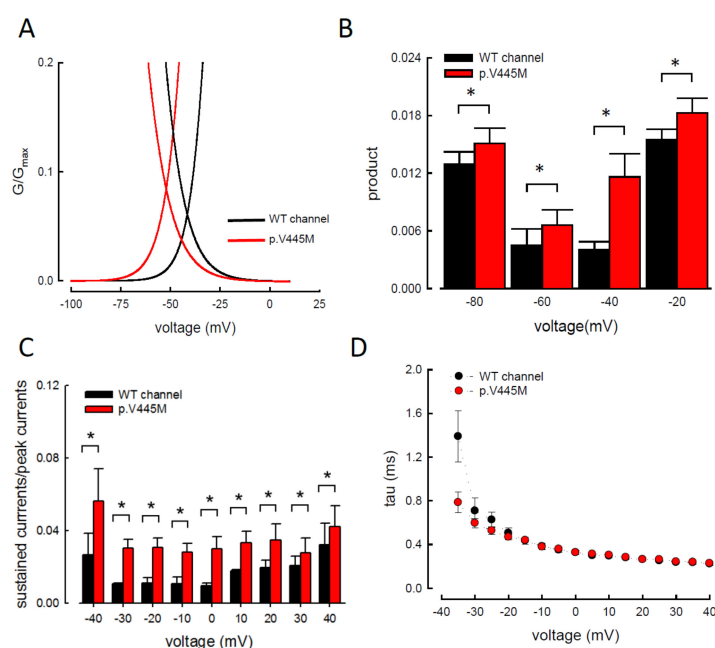 A
0.2
0.1
0.0
G/Gmax
WT channel
p.V445M
-100 -75 -50 -25 0 25
voltage (mV)
B
WT channel
p.V445M
0.024
0.018
0.012
0.006
0.000
product
* * * *
-80 -60 -40 -20
voltage(mV)
C
0.12
0.08
0.04
0.00
sustained currrents/peak currents
WT channel
p.V445M
* * * * * * * * *
-40 -30 -20 -10 0 10 20 30 40
voltage (mV)
D
WT channel
p.V445M
2.0
1.6
1.2
0.8
0.4
0.0
tau (ms)
-40 -30 -20 -10 0 10 20 30 40
voltage (mV)